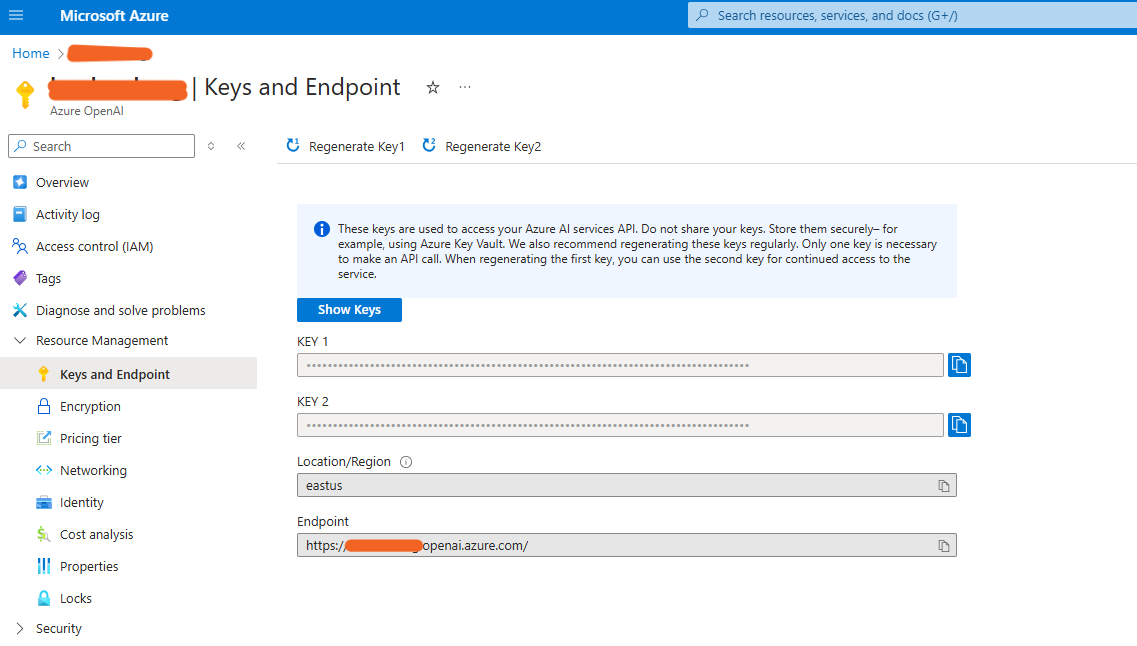 Microsoft Azure
Search resources, services, and docs (G+/)
Home >
| Keys and Endpoint
Azure OpenAI
Search
Regenerate Key1
Regenerate Key2
Overview
Activity log
Access control (IAM)
Tags
Diagnose and solve problems
Resource Management
Keys and Endpoint
Encryption
Pricing tier
Networking
Identity
Cost analysis
Properties
Locks
Security
These keys are used to access your Azure AI services API. Do not share your keys. Store them securely– for
example, using Azure Key Vault. We also recommend regenerating these keys regularly. Only one key is necessary
to make an API call. When regenerating the first key, you can use the second key for continued access to the
service.
Show Keys
KEY 1
KEY 2
Location/Region
eastus
Endpoint
https:// openai.azure.com/